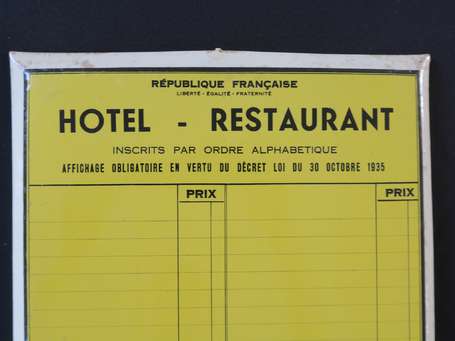 RÉPUBLIQUE FRANÇAISE
LIBERTÉ - ÉGALITÉ - FRATERNITÉ
HOTEL - RESTAURANT
INSCRITS PAR ORDRE ALPHABETIQUE
AFFICHAGE OBLIGATOIRE EN VERTU DU DÉCRET LOI DU 30 OCTOBRE 1935
PRIX PRIX